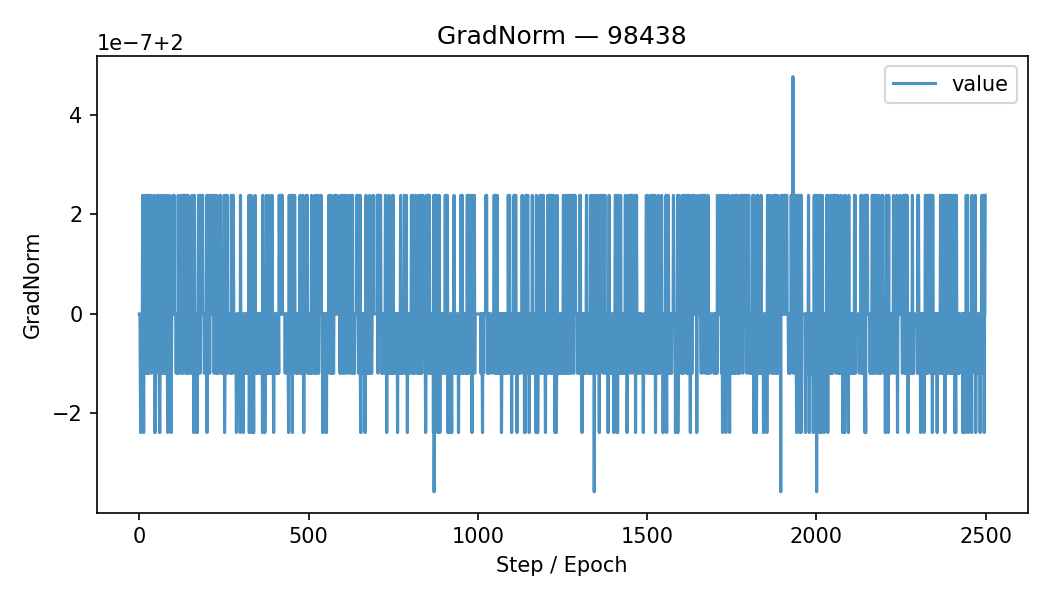 GradNorm — 98438
1e−7+2
value
4
2
0
−2
GradNorm
0 500 1000 1500 2000 2500
Step / Epoch